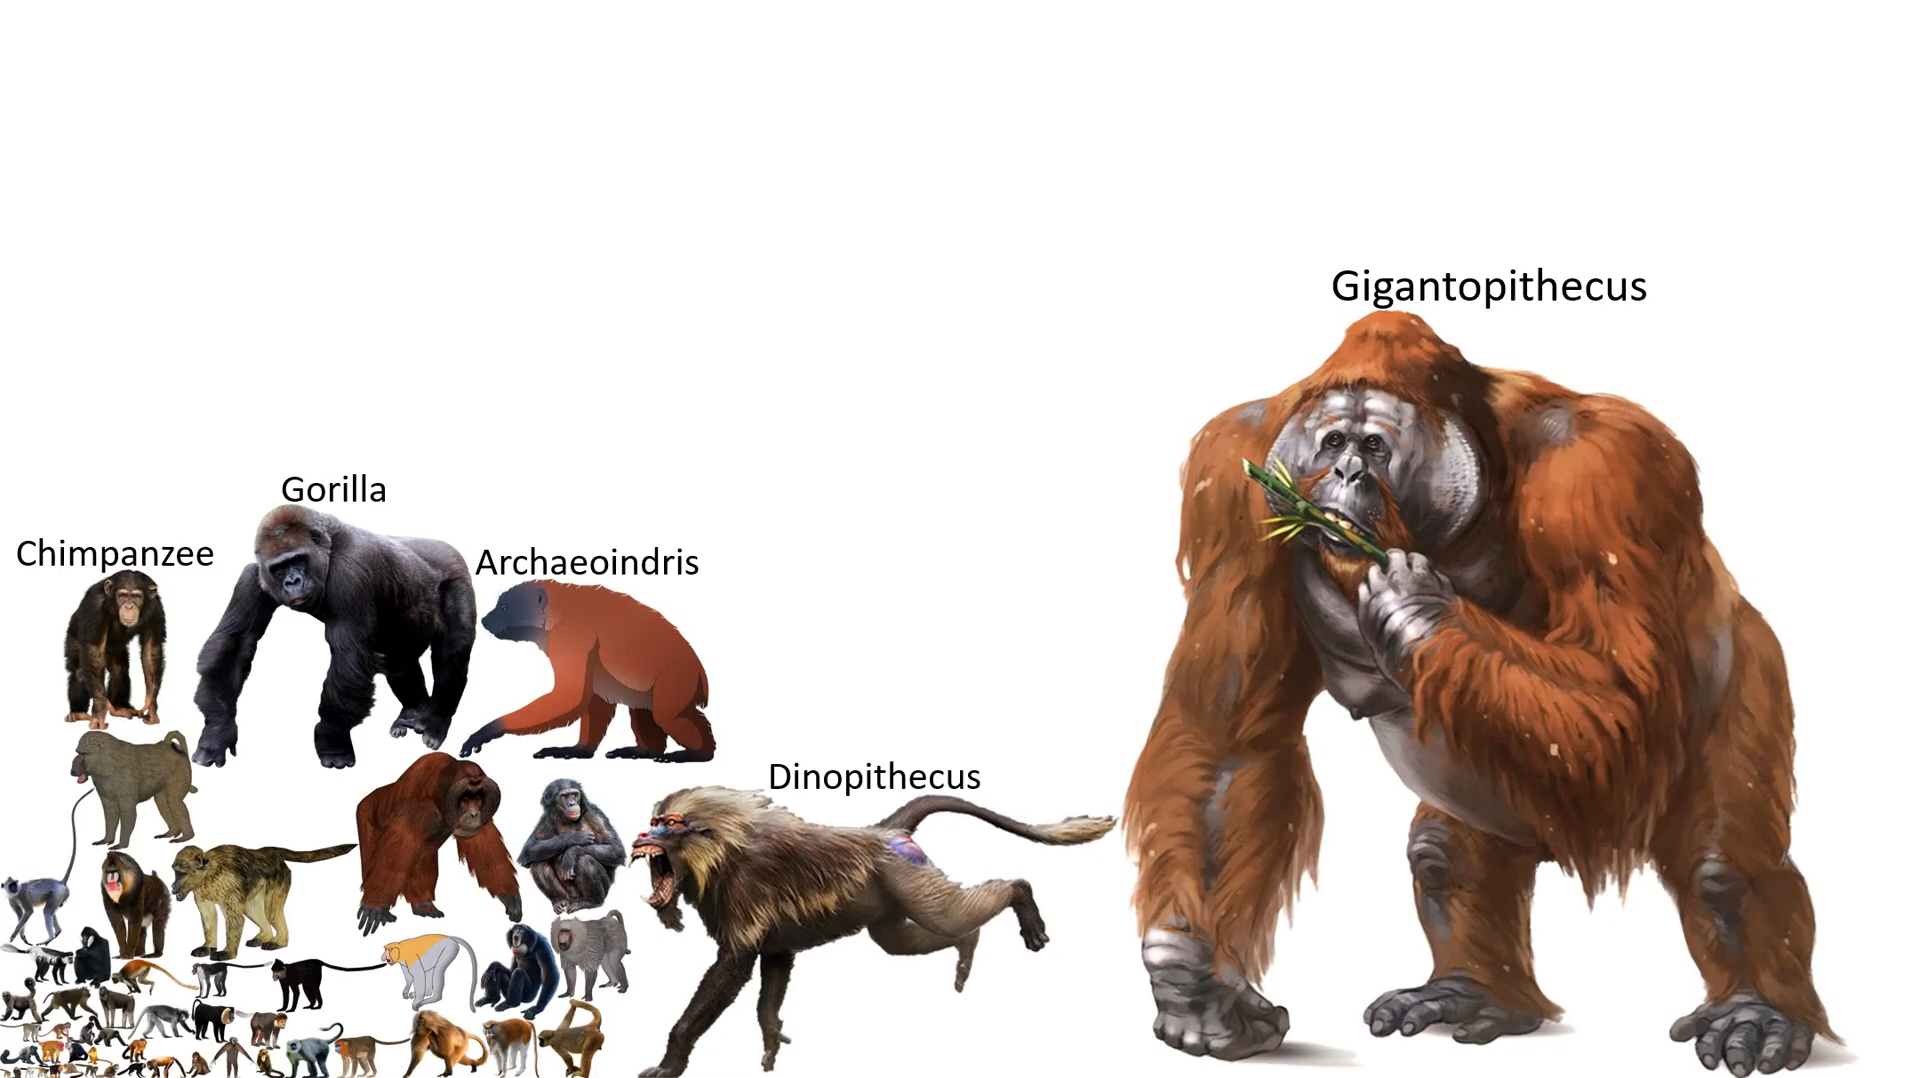 Gigantopithecus
Gorilla
Chimpanzee
Archaeoindris
Dinopithecus